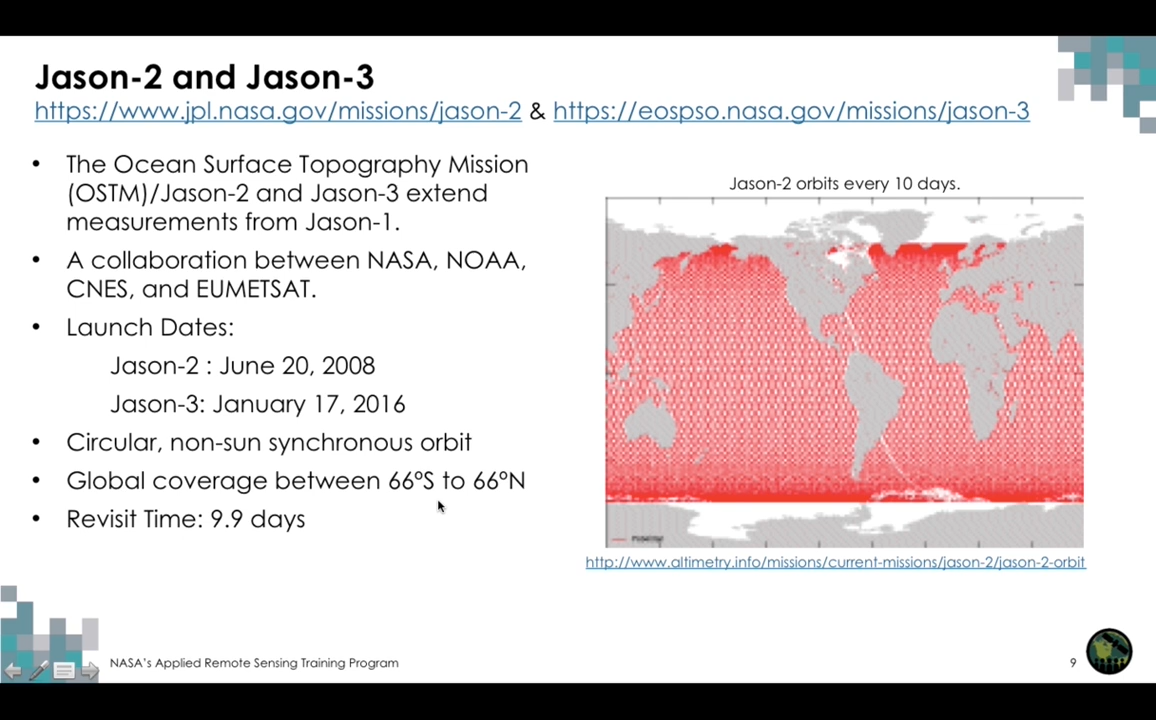 Jason-2 and Jason-3
https://www.jpl.nasa.gov/missions/jason-2 & https://eospso.nasa.gov/missions/jason-3
• The Ocean Surface Topography Mission
(OSTM)/Jason-2 and Jason-3 extend
measurements from Jason-1.
• A collaboration between NASA, NOAA,
CNES, and EUMETSAT.
• Launch Dates:
Jason-2 : June 20, 2008
Jason-3: January 17, 2016
• Circular, non-sun synchronous orbit
• Global coverage between 66ºS to 66ºN
• Revisit Time: 9.9 days
Jason-2 orbits every 10 days.
http://www.altimetry.info/missions/current-missions/jason-2/jason-2-orbit
NASA's Applied Remote Sensing Training Program
9